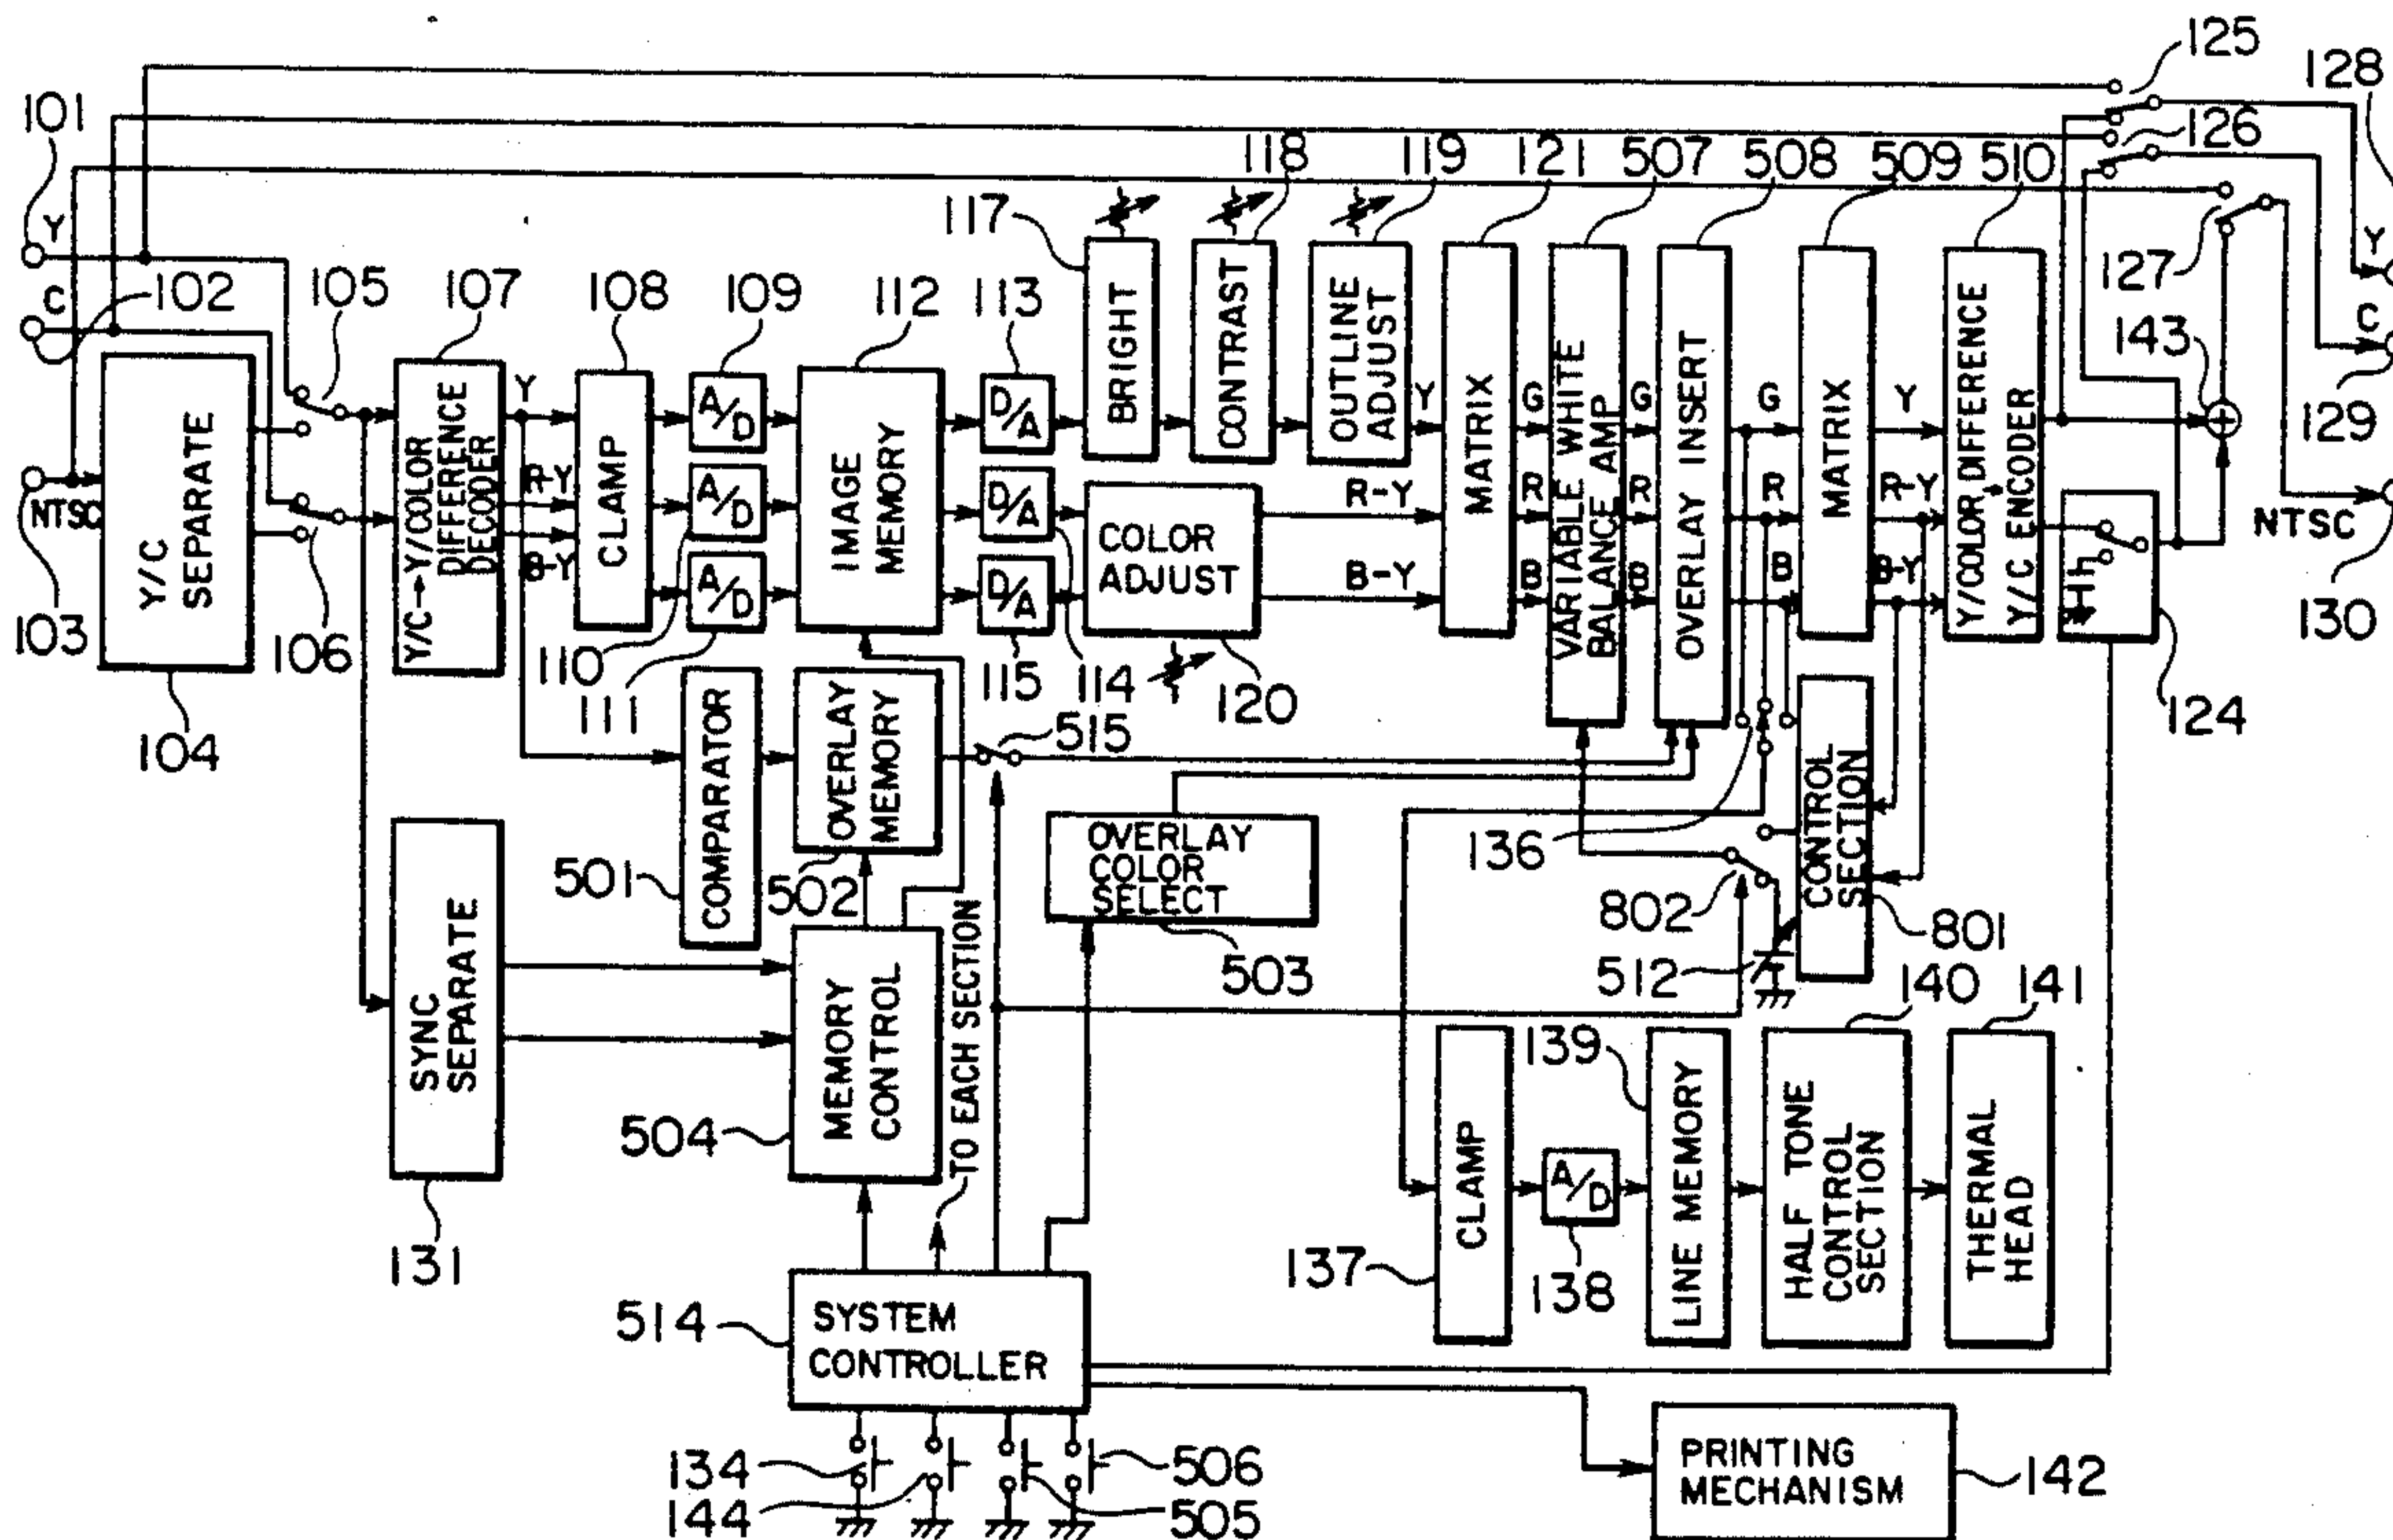 101
Y
102
C
103
NTSC
Y/C
SEPARATE
104
105
106
107
Y/C→Y/COLOR
DIFFERENCE
DECODER
Y
R-Y
B-Y
108
CLAMP
109
A/D
110
A/D
111
A/D
112
IMAGE
MEMORY
113
D/A
114
D/A
115
D/A
117
BRIGHT
118
CONTRAST
119
OUTLINE
ADJUST
COLOR
ADJUST
120
Y
R-Y
B-Y
121
MATRIX
G
R
B
507
VARIABLE WHITE
BALANCE AMP
G
R
B
508
OVERLAY INSERT
G
R
B
509
MATRIX
Y
R-Y
B-Y
510
Y/COLOR DIFFERENCE
→
Y/C ENCODER
124
125
126
127
143
128
Y
C
129
NTSC
130
501
COMPARATOR
502
OVERLAY
MEMORY
515
503
OVERLAY
COLOR
SELECT
136
802
512
CONTROL
SECTION
801
131
SYNC
SEPARATE
504
MEMORY
CONTROL
TO EACH SECTION
137
CLAMP
138
A/D
139
LINE MEMORY
140
HALF TONE
CONTROL
SECTION
141
THERMAL
HEAD
514
SYSTEM
CONTROLLER
134
144
506
505
PRINTING
MECHANISM
142